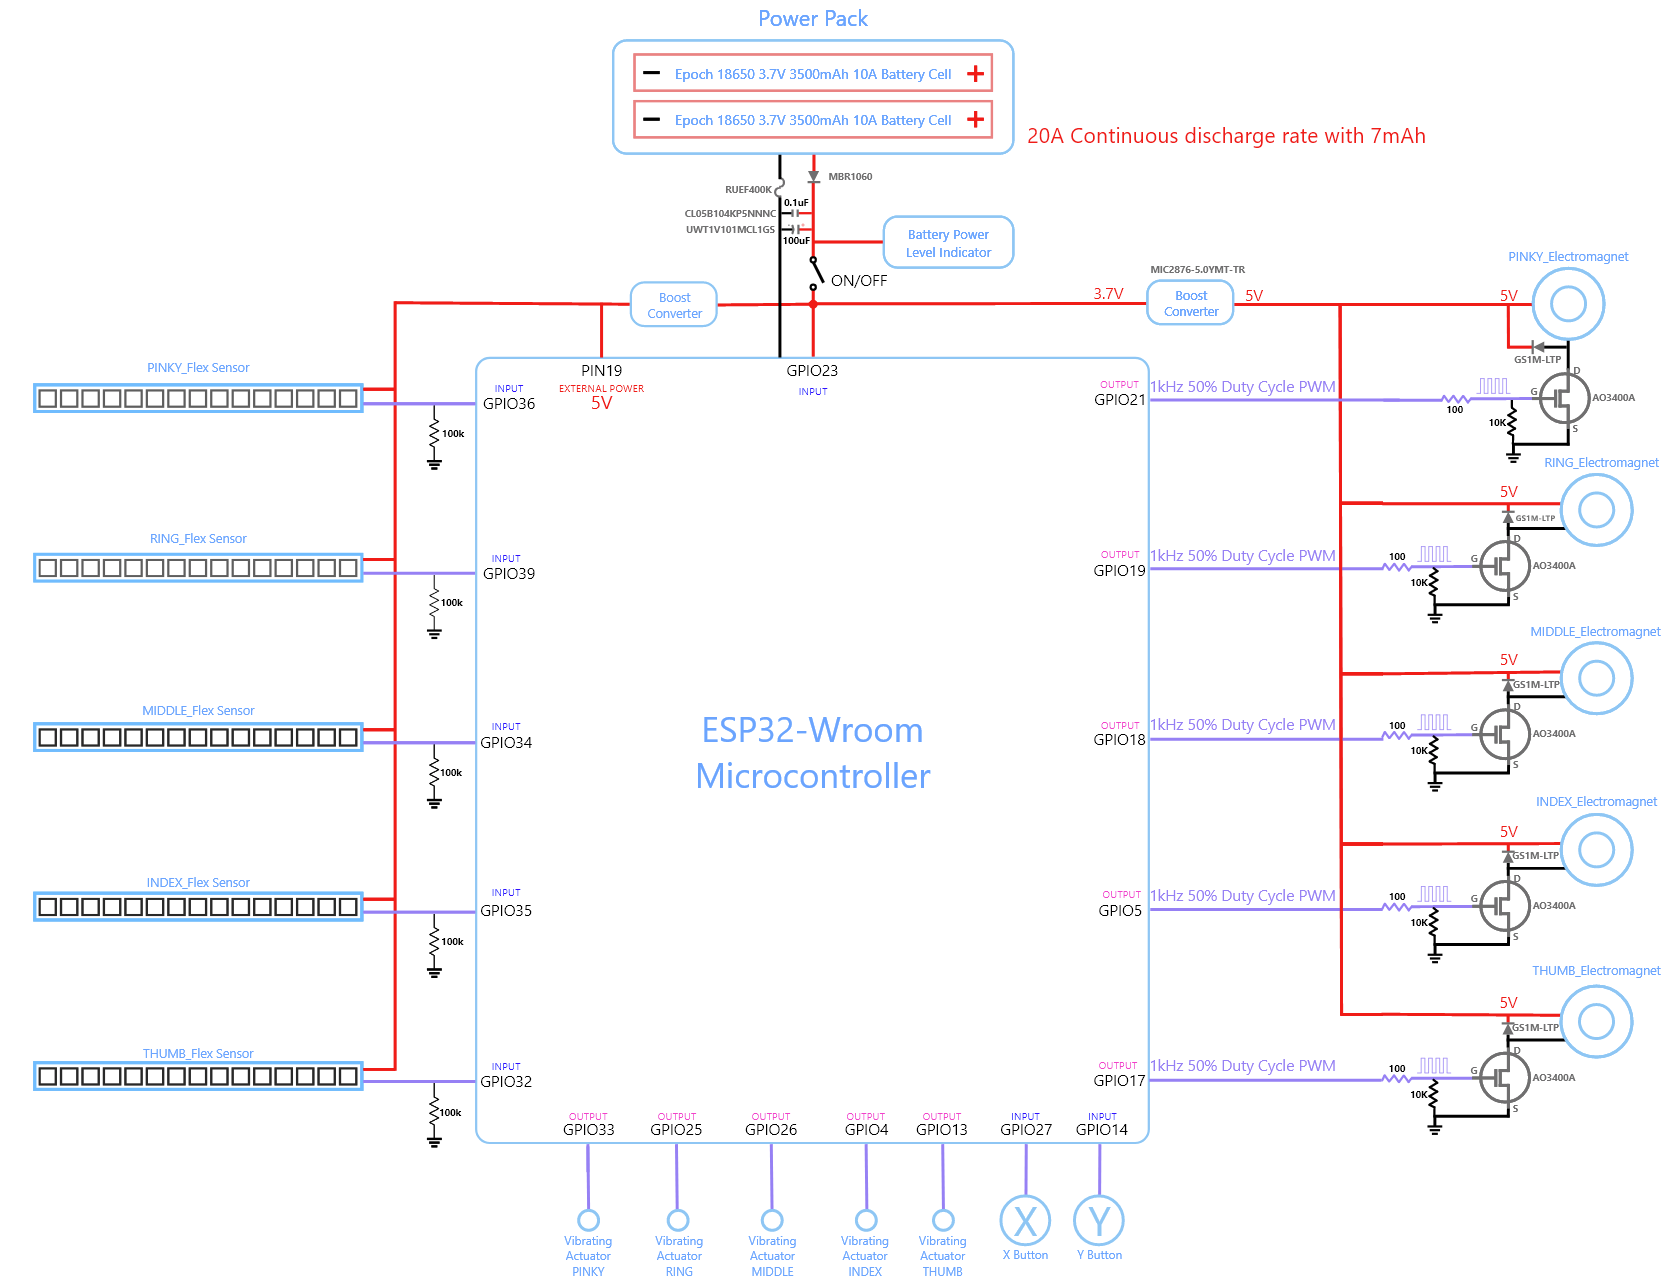 Power Pack
Epoch 18650 3.7V 3500mAh 10A Battery Cell
Epoch 18650 3.7V 3500mAh 10A Battery Cell
20A Continuous discharge rate with 7mAh
MBR1060
RUEF400K
0.1uF
CL05B104KP5NNNC
UWT1V101MCL1GS
100uF
Battery Power
Level Indicator
ON/OFF
Boost
Converter
3.7V
MIC2876-5.0YMT-TR
Boost
Converter
5V
5V
PINKY_Electromagnet
GS1M-LTP
D
G
S
AO3400A
100
10K
PIN19
EXTERNAL POWER
5V
GPIO23
INPUT
PINKY_Flex Sensor
INPUT
GPIO36
100k
OUTPUT
GPIO21
1kHz 50% Duty Cycle PWM
RING_Electromagnet
5V
GS1M-LTP
D
G
S
AO3400A
100
10K
RING_Flex Sensor
INPUT
GPIO39
100k
OUTPUT
GPIO19
1kHz 50% Duty Cycle PWM
MIDDLE_Electromagnet
5V
GS1M-LTP
D
G
S
AO3400A
100
10K
MIDDLE_Flex Sensor
INPUT
GPIO34
100k
ESP32-Wroom
Microcontroller
OUTPUT
GPIO18
1kHz 50% Duty Cycle PWM
INDEX_Electromagnet
5V
GS1M-LTP
D
G
S
AO3400A
100
10K
INDEX_Flex Sensor
INPUT
GPIO35
100k
OUTPUT
GPIO5
1kHz 50% Duty Cycle PWM
THUMB_Electromagnet
5V
GS1M-LTP
D
G
S
AO3400A
100
10K
THUMB_Flex Sensor
INPUT
GPIO32
100k
OUTPUT
GPIO17
1kHz 50% Duty Cycle PWM
OUTPUT
GPIO33
OUTPUT
GPIO25
OUTPUT
GPIO26
OUTPUT
GPIO4
OUTPUT
GPIO13
INPUT
GPIO27
INPUT
GPIO14
Vibrating
Actuator
PINKY
Vibrating
Actuator
RING
Vibrating
Actuator
MIDDLE
Vibrating
Actuator
INDEX
Vibrating
Actuator
THUMB
X
X Button
Y
Y Button